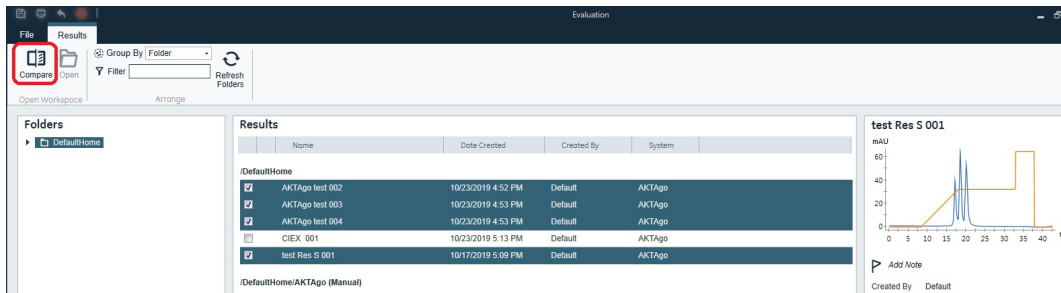 Evaluation
File Results
Group By Folder
Compare Open Filter Refresh Folders
Open Workspace Arrange
Folders
DefaultHome
Results
Name Date Created Created By System
/DefaultHome
AKTAgo test 002 10/23/2019 4:52 PM Default AKTAgo
AKTAgo test 003 10/23/2019 4:53 PM Default AKTAgo
AKTAgo test 004 10/23/2019 4:53 PM Default AKTAgo
CIEX 001 10/23/2019 5:13 PM Default AKTAgo
test Res S 001 10/17/2019 5:09 PM Default AKTAgo
/DefaultHome/AKTAgo (Manual)
test Res S 001
mAU
60
40
20
0
0 5 10 15 20 25 30 35 40
Add Note
Created By Default